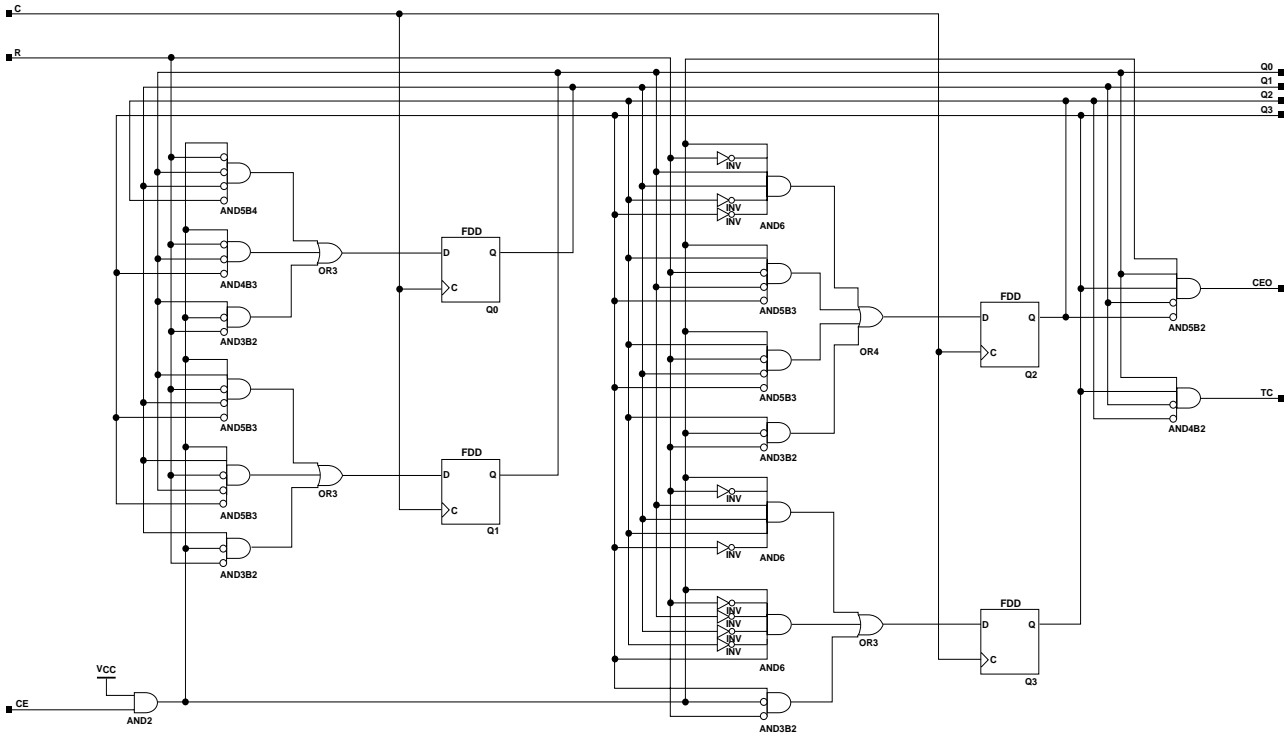 C
R
Q0
Q1
Q2
Q3
INV
AND5B4
INV
INV
AND6
FDD
D
Q
C
Q0
OR3
AND4B3
AND5B3
CEO
AND5B2
FDD
D
Q
C
Q2
OR4
AND3B2
AND5B3
AND5B3
TC
AND4B2
AND3B2
FDD
D
Q
C
Q1
OR3
INV
AND5B3
INV
AND6
AND3B2
INV
INV
INV
INV
AND6
FDD
D
Q
C
Q3
OR3
VCC
CE
AND2
AND3B2